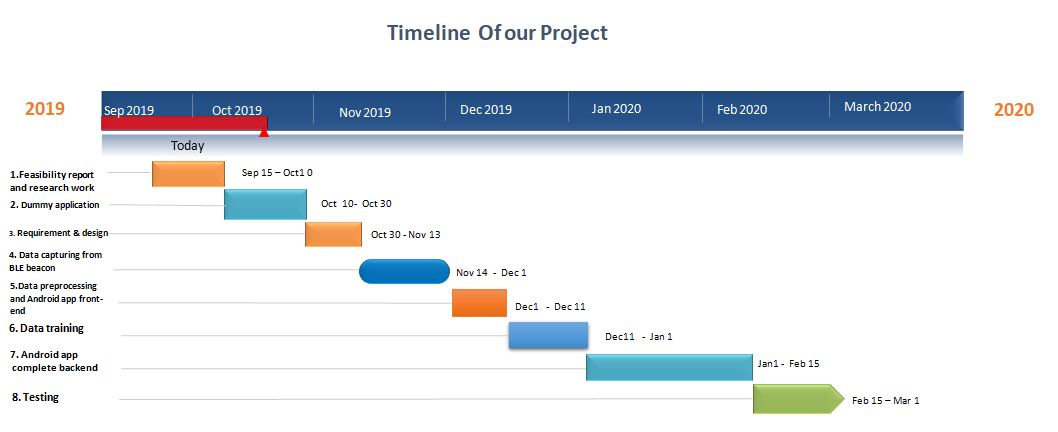 Timeline Of our Project
2019
Sep 2019
Oct 2019
Nov 2019
Dec 2019
Jan 2020
Feb 2020
March 2020
2020
Today
1.Feasibility report
and research work
Sep 15 – Oct1 0
2. Dummy application
Oct 10- Oct 30
3. Requirement & design
Oct 30 - Nov 13
4. Data capturing from
BLE beacon
Nov 14 - Dec 1
5.Data preprocessing
and Android app front-
end
Dec1 - Dec 11
6. Data training
Dec11 - Jan 1
7. Android app
complete backend
Jan1 - Feb 15
8. Testing
Feb 15 – Mar 1